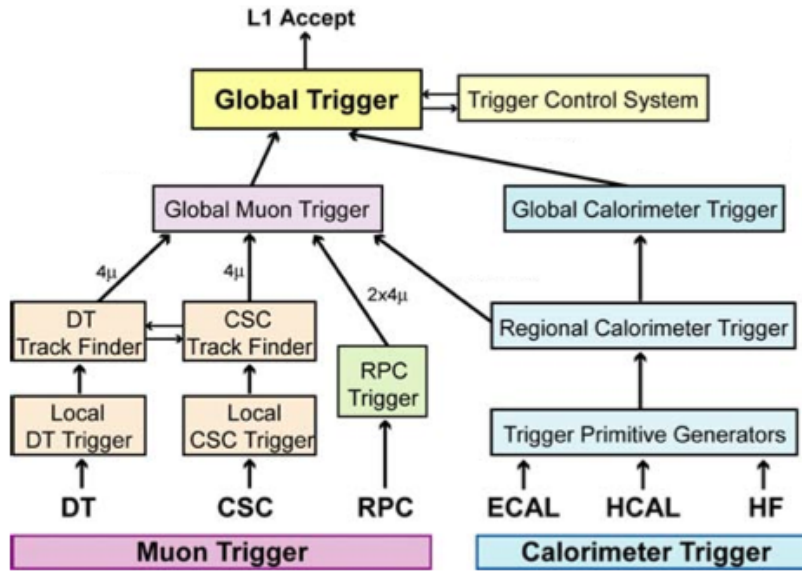 L1 Accept
Global Trigger
Trigger Control System
Global Muon Trigger
Global Calorimeter Trigger
4μ
4μ
2x4μ
DT
Track Finder
CSC
Track Finder
Regional Calorimeter Trigger
RPC
Trigger
Local
DT Trigger
Local
CSC Trigger
Trigger Primitive Generators
DT
CSC
RPC
ECAL
HCAL
HF
Muon Trigger
Calorimeter Trigger